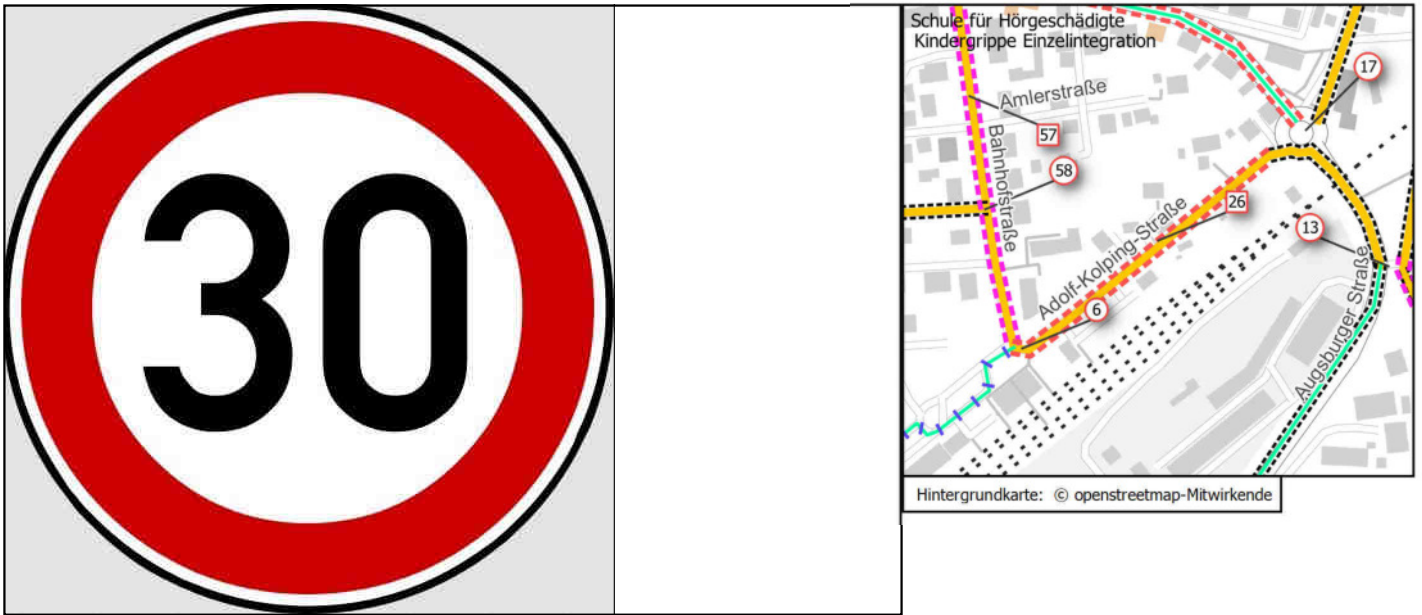 30
Schule für Hörgeschädigte
Kindergrippe Einzelintegration
17
Amlerstraße
57
Bahnhofstraße
58
26
Adolf-Kolping-Straße
13
6
Augsburger Straße
Hintergrundkarte: © openstreetmap-Mitwirkende